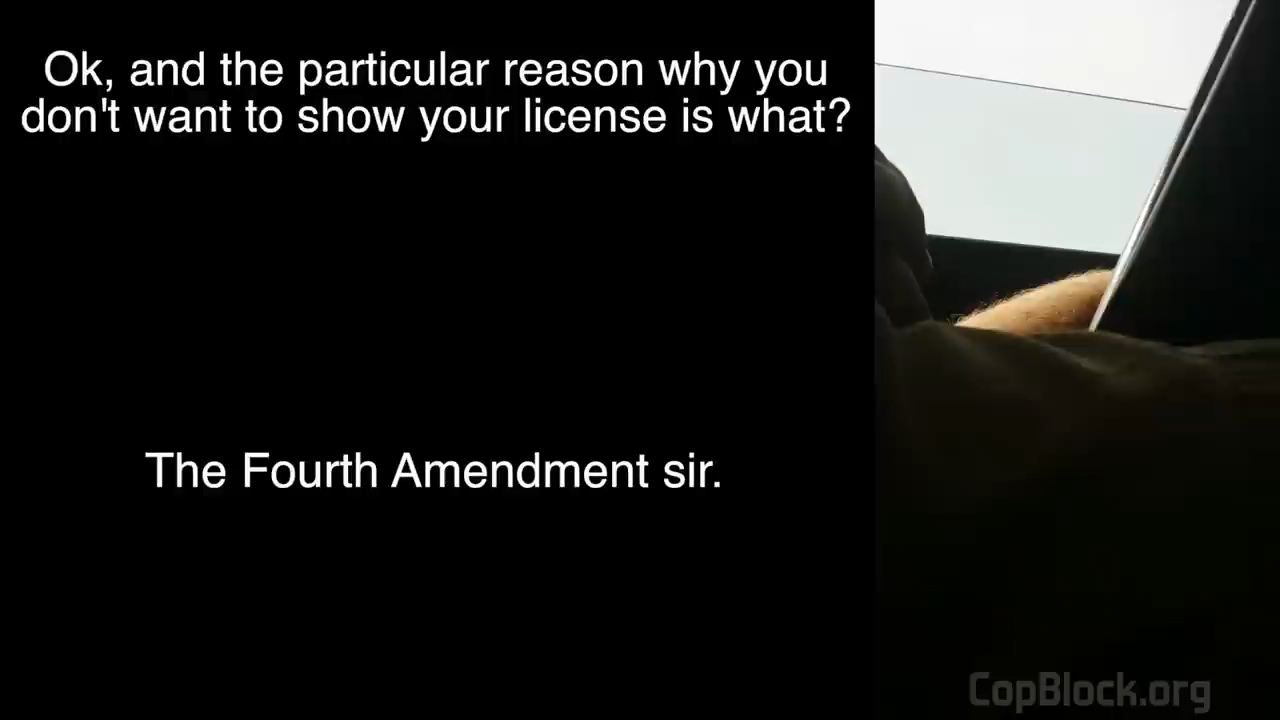 Ok, and the particular reason why you
don't want to show your license is what?
The Fourth Amendment sir.
CopBlock.org